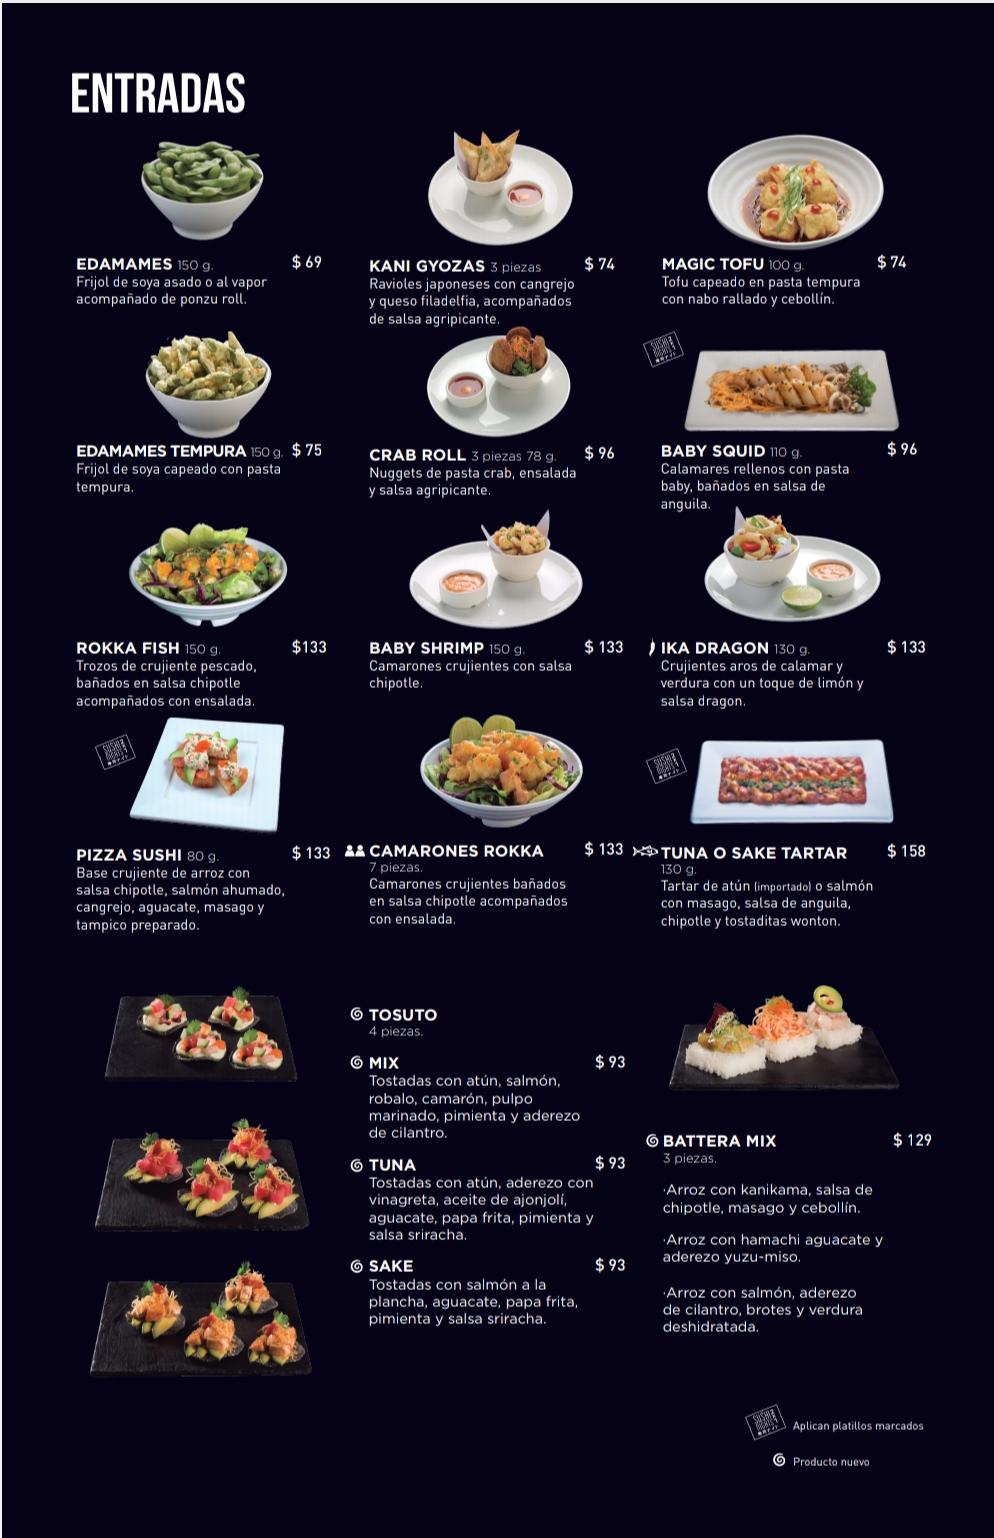 ENTRADAS
EDAMAMES 150 g. $ 69
Frijol de soya asado o al vapor
acompañado de ponzu roll.
KANI GYOZAS 3 piezas $ 74
Ravioles japoneses con cangrejo
y queso filadelfia, acompañados
de salsa agripicante.
MAGIC TOFU 100 g. $ 74
Tofu capeado en pasta tempura
con nabo rallado y cebollín.
EDAMAMES TEMPURA 150 g. $ 75
Frijol de soya capeado con pasta
tempura.
CRAB ROLL 3 piezas 78 g. $ 96
Nuggets de pasta crab, ensalada
y salsa agripicante.
BABY SQUID 110 g. $ 96
Calamares rellenos con pasta
baby, bañados en salsa de
anguila.
ROKKA FISH 150 g. $133
Trozos de crujiente pescado,
bañados en salsa chipotle
acompañados con ensalada.
BABY SHRIMP 150 g. $ 133
Camarones crujientes con salsa
chipotle.
IKA DRAGON 130 g. $ 133
Crujientes aros de calamar y
verdura con un toque de limón y
salsa dragon.
PIZZA SUSHI 80 g. $ 133
Base crujiente de arroz con
salsa chipotle, salmón ahumado,
cangrejo, aguacate, masago y
tampico preparado.
CAMARONES ROKKA $ 133
7 piezas.
Camarones crujientes bañados
en salsa chipotle acompañados
con ensalada.
TUNA O SAKE TARTAR $ 158
130 g.
Tartar de atún (importado) o salmón
con masago, salsa de anguila,
chipotle y tostaditas wonton.
TOSUTO
4 piezas.
MIX $ 93
Tostadas con atún, salmón,
robalo, camarón, pulpo
marinado, pimienta y aderezo
de cilantro.
TUNA $ 93
Tostadas con atún, aderezo con
vinagreta, aceite de ajonjolí,
aguacate, papa frita, pimienta y
salsa sriracha.
SAKE $ 93
Tostadas con salmón a la
plancha, aguacate, papa frita,
pimienta y salsa sriracha.
BATTERA MIX $ 129
3 piezas.
·Arroz con kanikama, salsa de
chipotle, masago y cebollín.
·Arroz con hamachi aguacate y
aderezo yuzu-miso.
·Arroz con salmón, aderezo
de cilantro, brotes y verdura
deshidratada.
Aplican platillos marcados
Producto nuevo